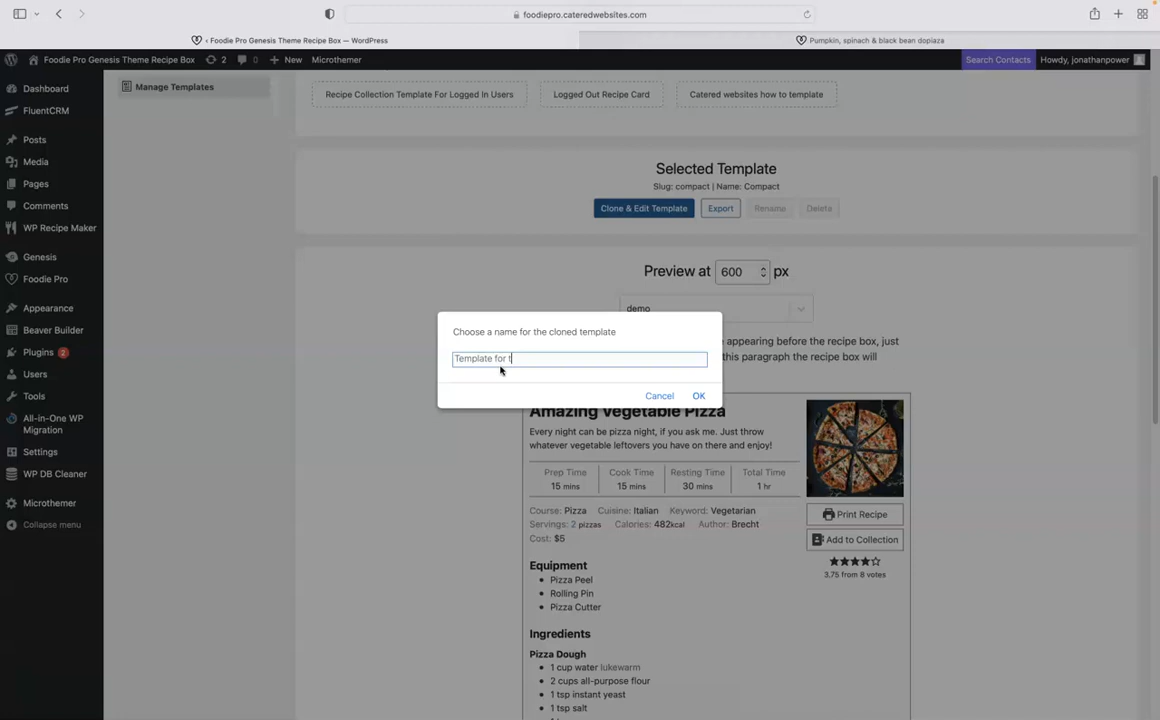 foodiepro.cateredwebsites.com
‹ Foodie Pro Genesis Theme Recipe Box — WordPress
Pumpkin, spinach & black bean dopiaza
Foodie Pro Genesis Theme Recipe Box
2
0
New
Microthemer
Search Contacts
Howdy, jonathanpower
Dashboard
FluentCRM
Posts
Media
Pages
Comments
WP Recipe Maker
Genesis
Foodie Pro
Appearance
Beaver Builder
Plugins 2
Users
Tools
All-in-One WP
Migration
Settings
WP DB Cleaner
Microthemer
Collapse menu
Manage Templates
Recipe Collection Template For Logged In Users
Logged Out Recipe Card
Catered websites how to template
Selected Template
Slug: compact | Name: Compact
Clone & Edit Template
Export
Rename
Delete
Preview at 600 px
demo
Choose a name for the cloned template
Template for t
Cancel
OK
appearing before the recipe box, just
this paragraph the recipe box will
Amazing Vegetable Pizza
Every night can be pizza night, if you ask me. Just throw
whatever vegetable leftovers you have on there and enjoy!
Prep Time
15 mins
Cook Time
15 mins
Resting Time
30 mins
Total Time
1 hr
Course: Pizza Cuisine: Italian Keyword: Vegetarian
Servings: 2 pizzas Calories: 482kcal Author: Brecht
Cost: $5
Print Recipe
Add to Collection
3,75 from 8 votes
Equipment
Pizza Peel
Rolling Pin
Pizza Cutter
Ingredients
Pizza Dough
1 cup water lukewarm
2 cups all-purpose flour
1 tsp instant yeast
1 tsp salt